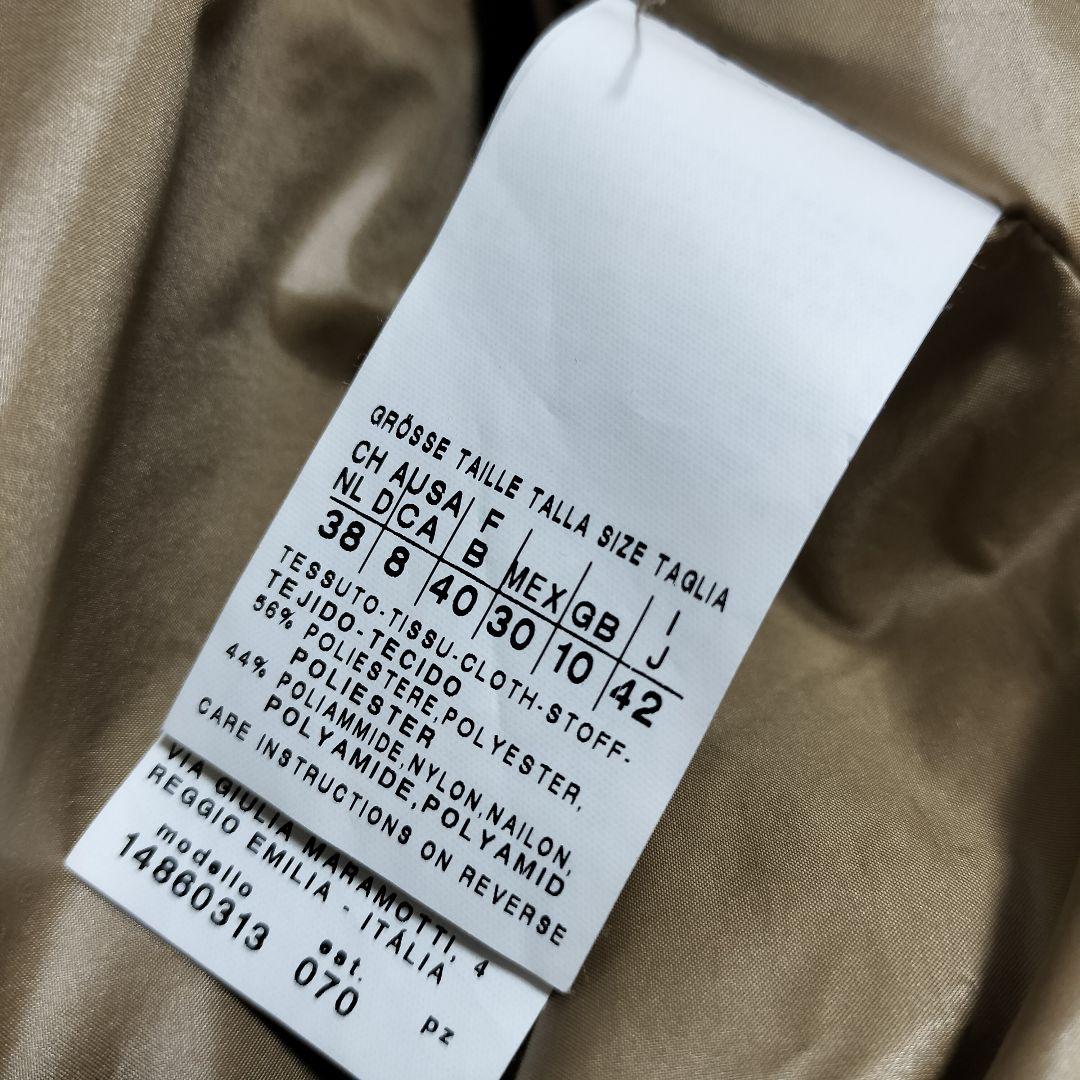 GRÖSSE TAILLE TALLA SIZE TAGLIA
CH A USA F I
NL D CA B MEX GB J
38 8 40 30 10 42
TESSUTO-TISSU-CLOTH-STOFF-
TEJIDO-TECIDO
56% POLIESTERE,POLYESTER,
POLIESTER
44% POLIAMMIDE,NYLON,NAILON,
POLYAMIDE,POLYAMID
CARE INSTRUCTIONS ON REVERSE
VIA GIULIA MARAMOTTI, 4
REGGIO EMILIA - ITALIA
modello est.
14860313 070 pz